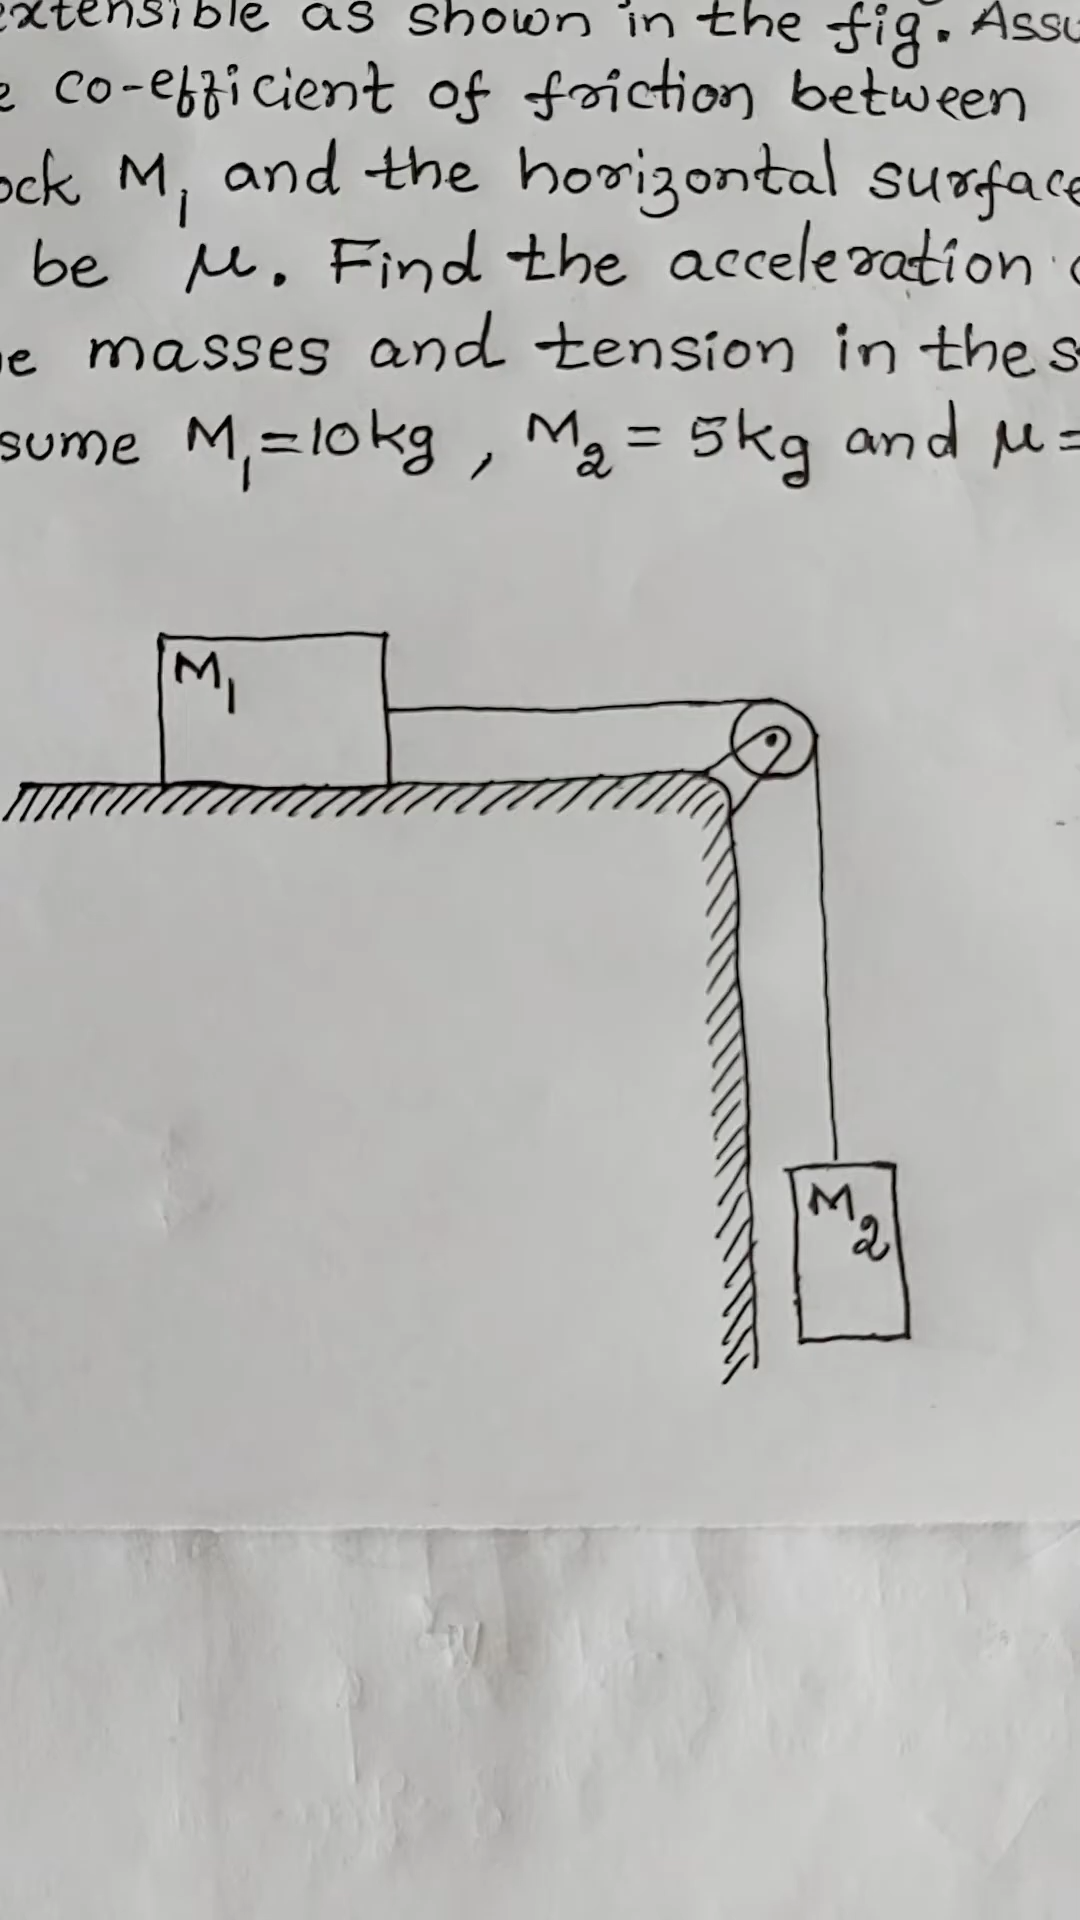 extensible as shown in the fig. Assu
e co-efficient of friction between
ock M₁ and the horizontal surface
be μ. Find the acceleration
e masses and tension in the s
sume M₁=10kg , M₂ = 5kg and μ=
M₁
M₂